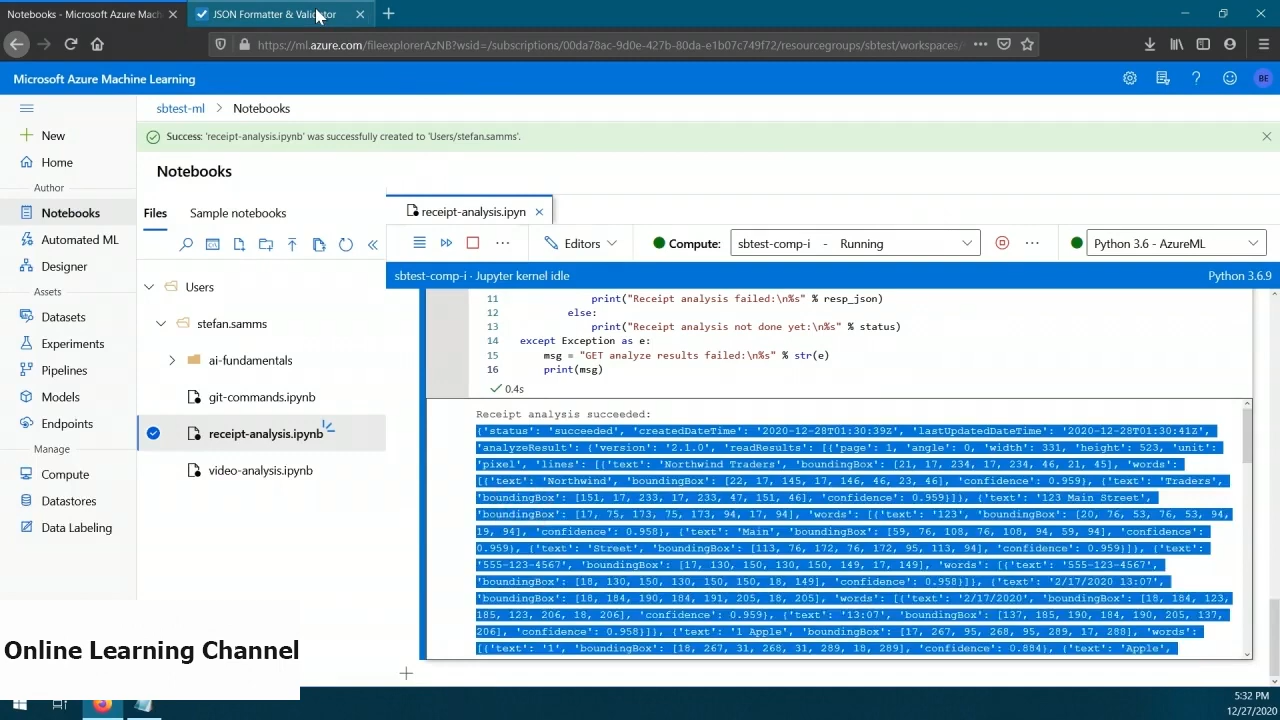 Notebooks - Microsoft Azure Mach
JSON Formatter & Validator
https://ml.azure.com/fileexplorerAzNB?wsid=/subscriptions/00da78ac-9d0e-427b-80da-e1b07c749f72/resourcegroups/sbtest/workspaces/
Microsoft Azure Machine Learning
BE
sbtest-ml > Notebooks
New
Success: 'receipt-analysis.ipynb' was successfully created to 'Users/stefan.samms'.
Home
Notebooks
Author
Notebooks
Files
Sample notebooks
receipt-analysis.ipyn
Automated ML
Editors
Compute:
sbtest-comp-i - Running
Python 3.6 - AzureML
Designer
sbtest-comp-i · Jupyter kernel idle
Python 3.6.9
Assets
Users
Datasets
stefan.samms
Experiments
ai-fundamentals
Pipelines
git-commands.ipynb
Models
receipt-analysis.ipynb
Endpoints
video-analysis.ipynb
Manage
Compute
Datastores
Data Labeling
11 print("Receipt analysis failed:\n%s" % resp_json)
12 else:
13 print("Receipt analysis not done yet:\n%s" % status)
14 except Exception as e:
15 msg = "GET analyze results failed:\n%s" % str(e)
16 print(msg)
0.4s
Receipt analysis succeeded:
{'status': 'succeeded', 'createdDateTime': '2020-12-28T01:30:39Z', 'lastUpdatedDateTime': '2020-12-28T01:30:41Z',
'analyzeResult': {'version': '2.1.0', 'readResults': [{'page': 1, 'angle': 0, 'width': 331, 'height': 523, 'unit':
'pixel', 'lines': [{'text': 'Northwind Traders', 'boundingBox': [21, 17, 234, 17, 234, 46, 21, 45], 'words':
[{'text': 'Northwind', 'boundingBox': [22, 17, 145, 17, 146, 46, 23, 46], 'confidence': 0.959}, {'text': 'Traders',
'boundingBox': [151, 17, 233, 17, 233, 47, 151, 46], 'confidence': 0.959}]}, {'text': '123 Main Street',
'boundingBox': [17, 75, 173, 75, 173, 94, 17, 94], 'words': [{'text': '123', 'boundingBox': [20, 76, 53, 76, 53, 94,
19, 94], 'confidence': 0.958}, {'text': 'Main', 'boundingBox': [59, 76, 108, 76, 108, 94, 59, 94], 'confidence':
0.959}, {'text': 'Street', 'boundingBox': [113, 76, 172, 76, 172, 95, 113, 94], 'confidence': 0.959}]}, {'text':
'555-123-4567', 'boundingBox': [17, 130, 150, 130, 150, 149, 17, 149], 'words': [{'text': '555-123-4567',
'boundingBox': [18, 130, 150, 130, 150, 150, 18, 149], 'confidence': 0.958}]}, {'text': '2/17/2020 13:07',
'boundingBox': [18, 184, 190, 184, 191, 205, 18, 205], 'words': [{'text': '2/17/2020', 'boundingBox': [18, 184, 123,
185, 123, 206, 18, 206], 'confidence': 0.959}, {'text': '13:07', 'boundingBox': [137, 185, 190, 184, 190, 205, 137,
206], 'confidence': 0.958}]}, {'text': '1 Apple', 'boundingBox': [17, 267, 95, 268, 95, 289, 17, 288], 'words':
[{'text': '1', 'boundingBox': [18, 267, 31, 268, 31, 289, 18, 289], 'confidence': 0.884}, {'text': 'Apple',
Online Learning Channel
5:32 PM
12/27/2020